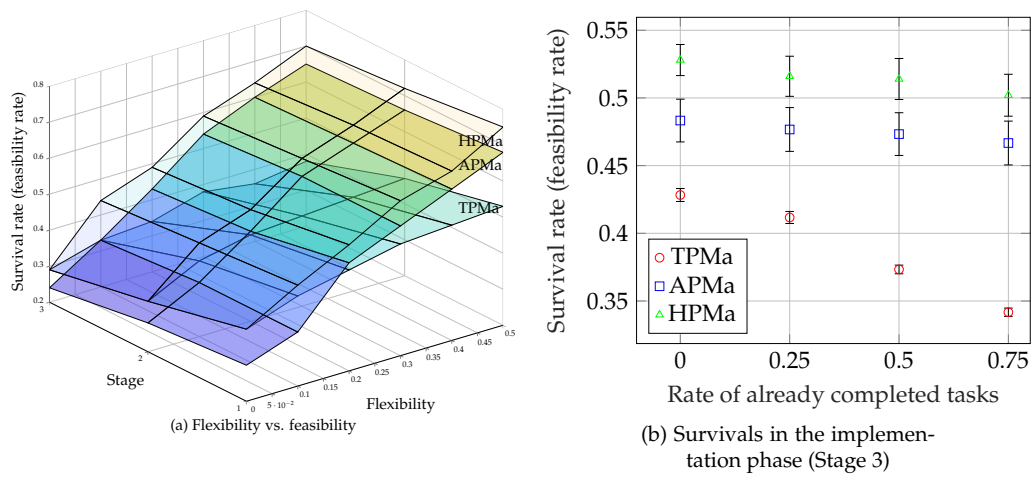 0.8
0.7
0.6
0.5
0.4
0.3
0.2
Survival rate (feasibility rate)
HPMa
APMa
TPMa
3
2
1
Stage
0
5 · 10⁻²
0.1
0.15
0.2
0.25
0.3
0.35
0.4
0.45
0.5
Flexibility
(a) Flexibility vs. feasibility
0.55
0.5
0.45
0.4
0.35
Survival rate (feasibility rate)
TPMa
APMa
HPMa
0 0.25 0.5 0.75
Rate of already completed tasks
(b) Survivals in the implemen-
tation phase (Stage 3)